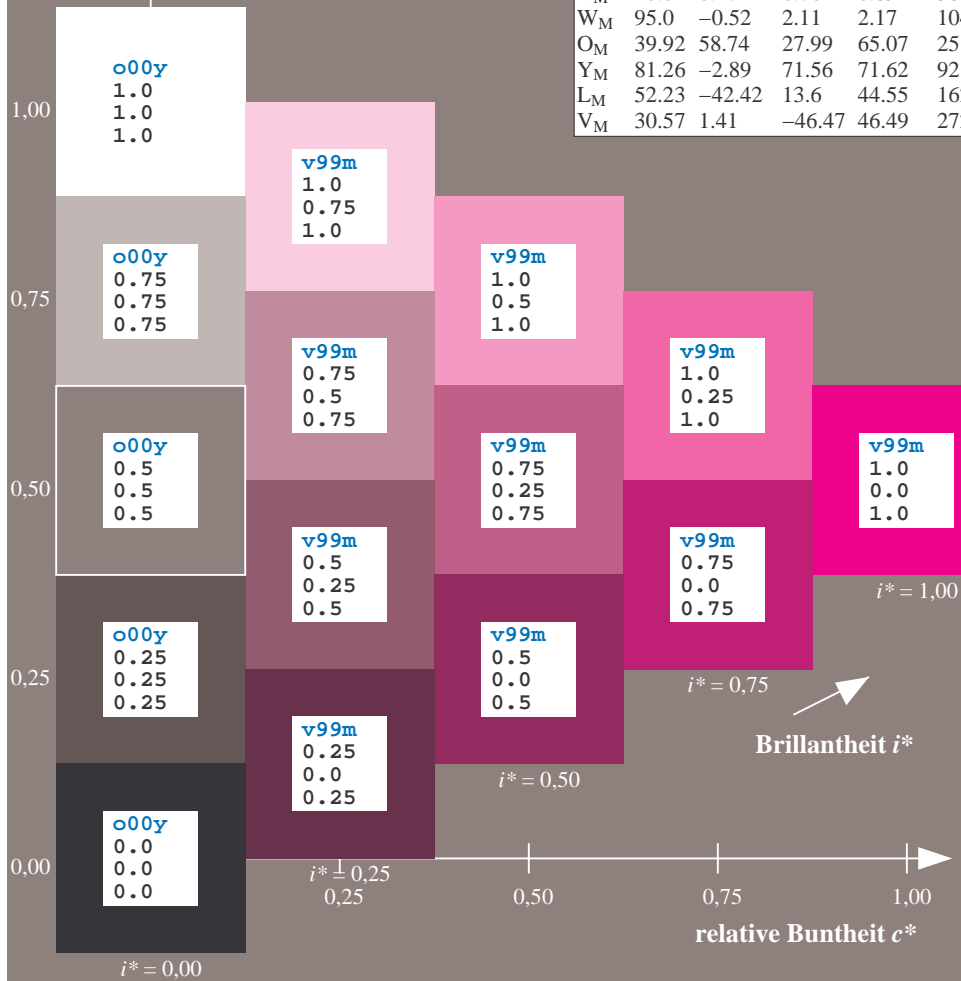 W_M 95.0 −0.52 2.11 2.17
O_M 39.92 58.74 27.99 65.07
Y_M 81.26 −2.89 71.56 71.62
L_M 52.23 −42.42 13.6 44.55
V_M 30.57 1.41 −46.47 46.49
o00y
1.0
1.0
1.0
1,00
v99m
1.0
0.75
1.0
o00y
0.75
0.75
0.75
v99m
1.0
0.5
1.0
0,75
v99m
0.75
0.5
0.75
v99m
1.0
0.25
1.0
o00y
0.5
0.5
0.5
v99m
0.75
0.25
0.75
v99m
1.0
0.0
1.0
0,50
v99m
0.5
0.25
0.5
v99m
0.75
0.0
0.75
i* = 1,00
o00y
0.25
0.25
0.25
v99m
0.5
0.0
0.5
0,25
i* = 0,75
v99m
0.25
0.0
0.25
Brillantheit i*
i* = 0,50
o00y
0.0
0.0
0.0
0,00
i* = 0,25
0,25 0,50 0,75 1,00
relative Buntheit c*
i* = 0,00